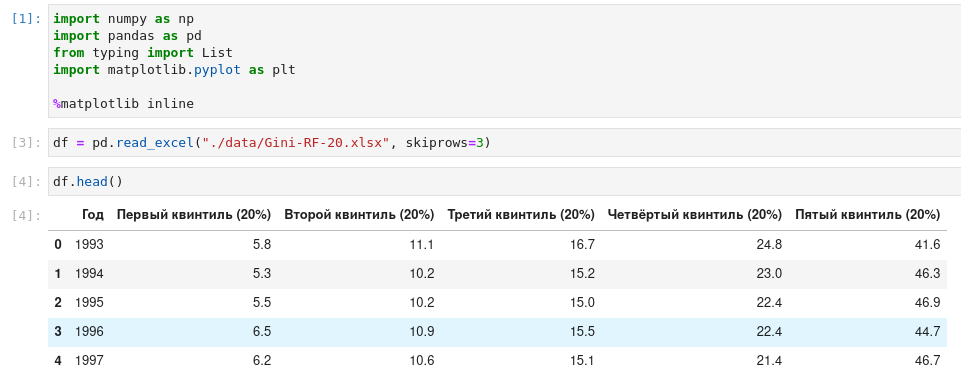 [1]: import numpy as np
import pandas as pd
from typing import List
import matplotlib.pyplot as plt
%matplotlib inline
[3]: df = pd.read_excel("./data/Gini-RF-20.xlsx", skiprows=3)
[4]: df.head()
[4]: Год Первый квинтиль (20%) Второй квинтиль (20%) Третий квинтиль (20%) Четвёртый квинтиль (20%) Пятый квинтиль (20%)
0 1993 5.8 11.1 16.7 24.8 41.6
1 1994 5.3 10.2 15.2 23.0 46.3
2 1995 5.5 10.2 15.0 22.4 46.9
3 1996 6.5 10.9 15.5 22.4 44.7
4 1997 6.2 10.6 15.1 21.4 46.7